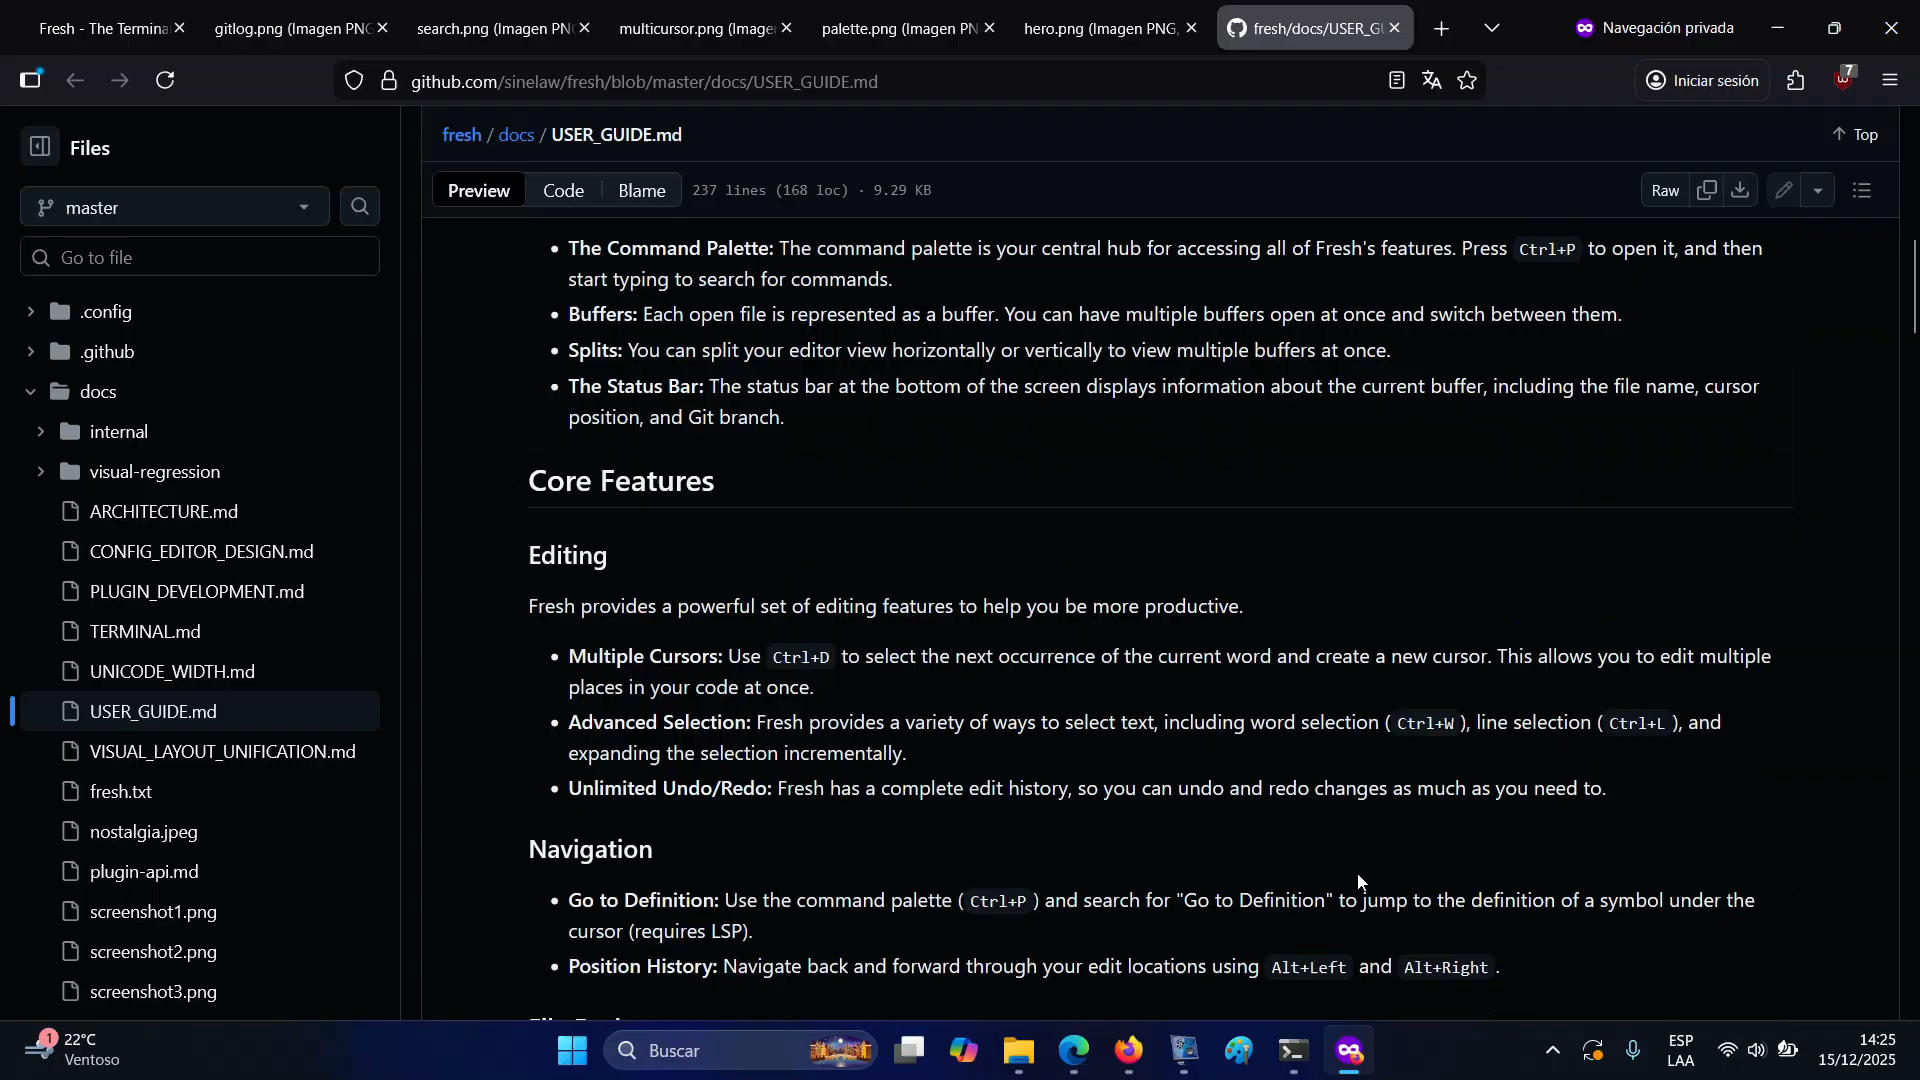 Fresh - The Termina
gitlog.png (Imagen PNG
search.png (Imagen PN
multicursor.png (Image
palette.png (Imagen PN
hero.png (Imagen PNG,
fresh/docs/USER_GU
Navegación privada
github.com/sinelaw/fresh/blob/master/docs/USER_GUIDE.md
Iniciar sesión
7
Files
master
Go to file
.config
.github
docs
internal
visual-regression
ARCHITECTURE.md
CONFIG_EDITOR_DESIGN.md
PLUGIN_DEVELOPMENT.md
TERMINAL.md
UNICODE_WIDTH.md
USER_GUIDE.md
VISUAL_LAYOUT_UNIFICATION.md
fresh.txt
nostalgia.jpeg
plugin-api.md
screenshot1.png
screenshot2.png
screenshot3.png
fresh / docs / USER_GUIDE.md
Top
Preview Code Blame 237 lines (168 loc) · 9.29 KB
Raw
The Command Palette: The command palette is your central hub for accessing all of Fresh's features. Press Ctrl+P to open it, and then
start typing to search for commands.
Buffers: Each open file is represented as a buffer. You can have multiple buffers open at once and switch between them.
Splits: You can split your editor view horizontally or vertically to view multiple buffers at once.
The Status Bar: The status bar at the bottom of the screen displays information about the current buffer, including the file name, cursor
position, and Git branch.
Core Features
Editing
Fresh provides a powerful set of editing features to help you be more productive.
Multiple Cursors: Use Ctrl+D to select the next occurrence of the current word and create a new cursor. This allows you to edit multiple
places in your code at once.
Advanced Selection: Fresh provides a variety of ways to select text, including word selection ( Ctrl+W ), line selection ( Ctrl+L ), and
expanding the selection incrementally.
Unlimited Undo/Redo: Fresh has a complete edit history, so you can undo and redo changes as much as you need to.
Navigation
Go to Definition: Use the command palette ( Ctrl+P ) and search for "Go to Definition" to jump to the definition of a symbol under the
cursor (requires LSP).
Position History: Navigate back and forward through your edit locations using Alt+Left and Alt+Right .
1
22°C
Ventoso
Buscar
ESP
LAA
14:25
15/12/2025